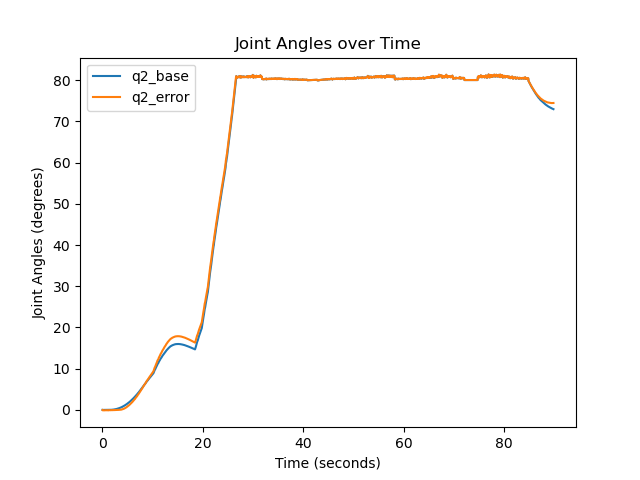 Joint Angles over Time
q2_base
q2_error
Joint Angles (degrees)
80
70
60
50
40
30
20
10
0
0 20 40 60 80
Time (seconds)